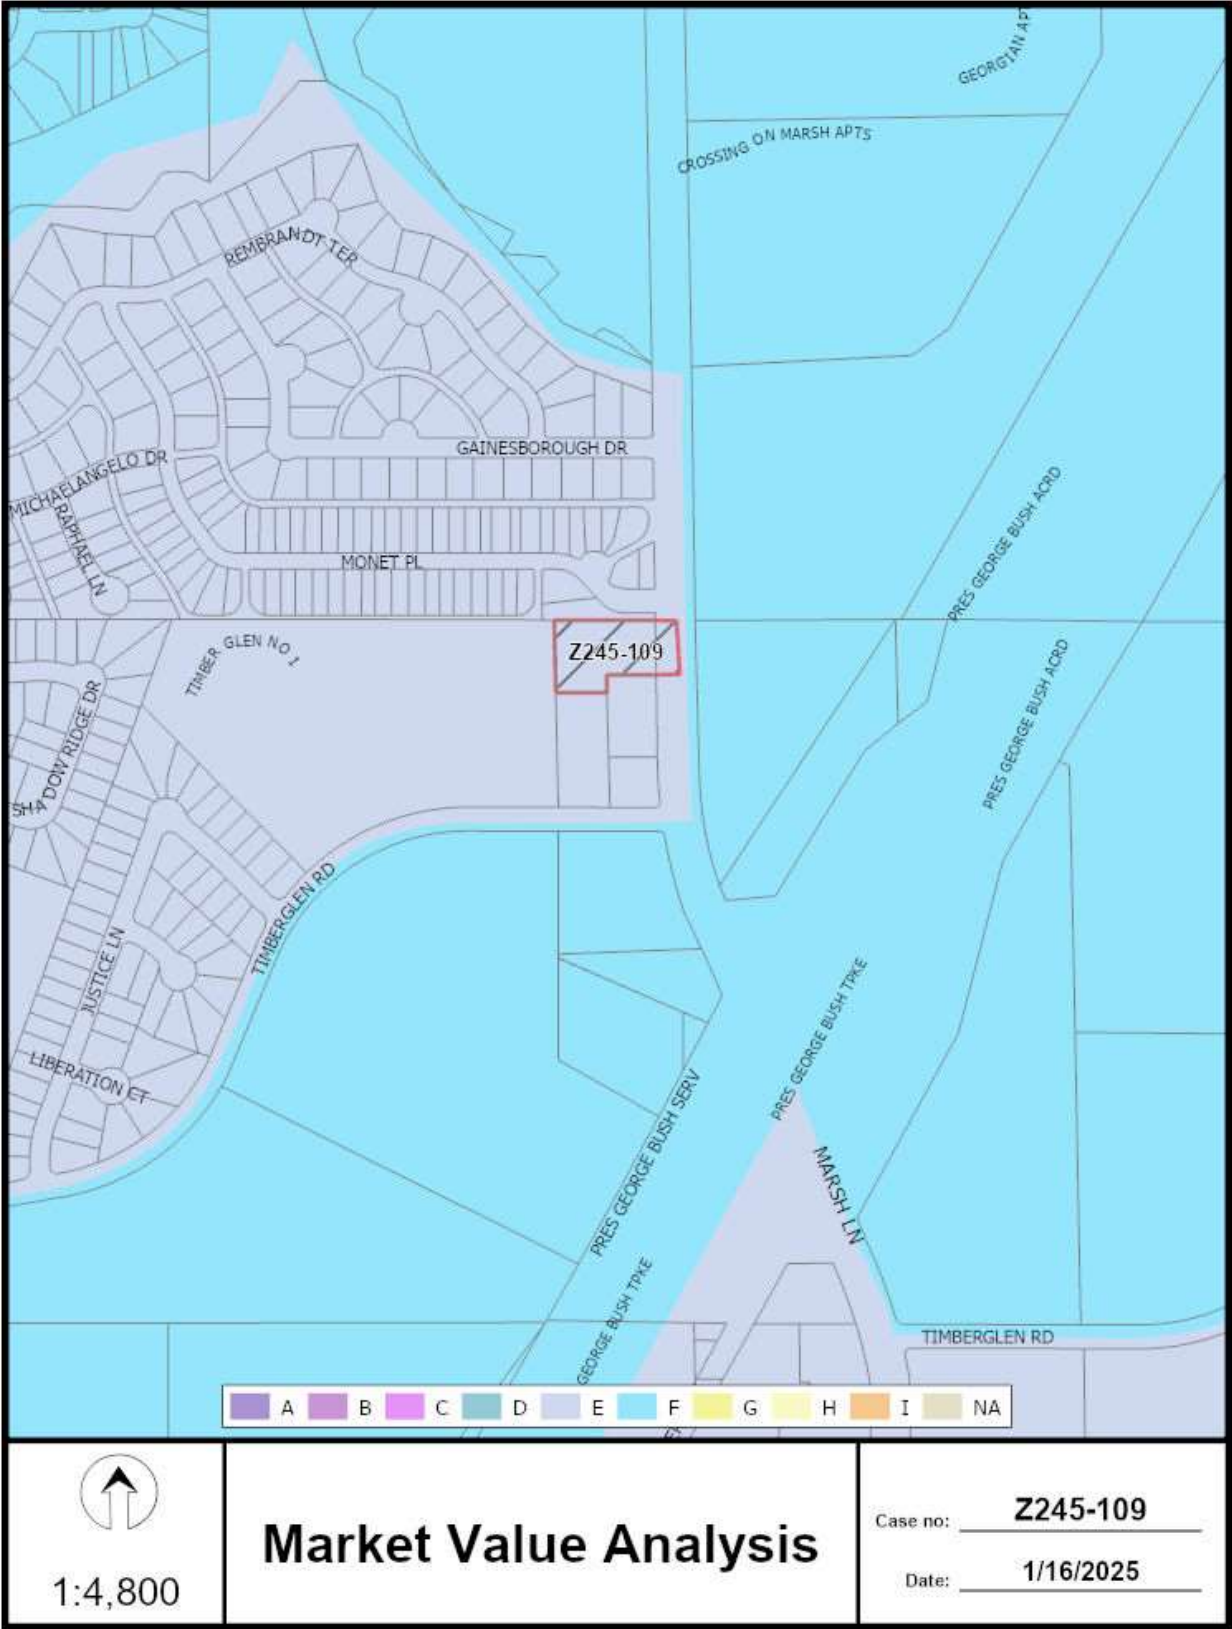 GEORGIAN AP
CROSSING ON MARSH APTS
REMBRANDT TER
GAINESBOROUGH DR
MICHAELANGELO DR
RAPHAEL LN
MONET PL
PRES GEORGE BUSH ACRD
TIMBER GLEN NO 1
Z245-109
PRES GEORGE BUSH ACRD
SHADOW RIDGE DR
TIMBERGLEN RD
JUSTICE LN
LIBERATION CT
PRES GEORGE BUSH TPKE
PRES GEORGE BUSH SERV
MARSH LN
GEORGE BUSH TPKE
TIMBERGLEN RD
A B C D E F G H I NA
1:4,800
Market Value Analysis
Case no: Z245-109
Date: 1/16/2025